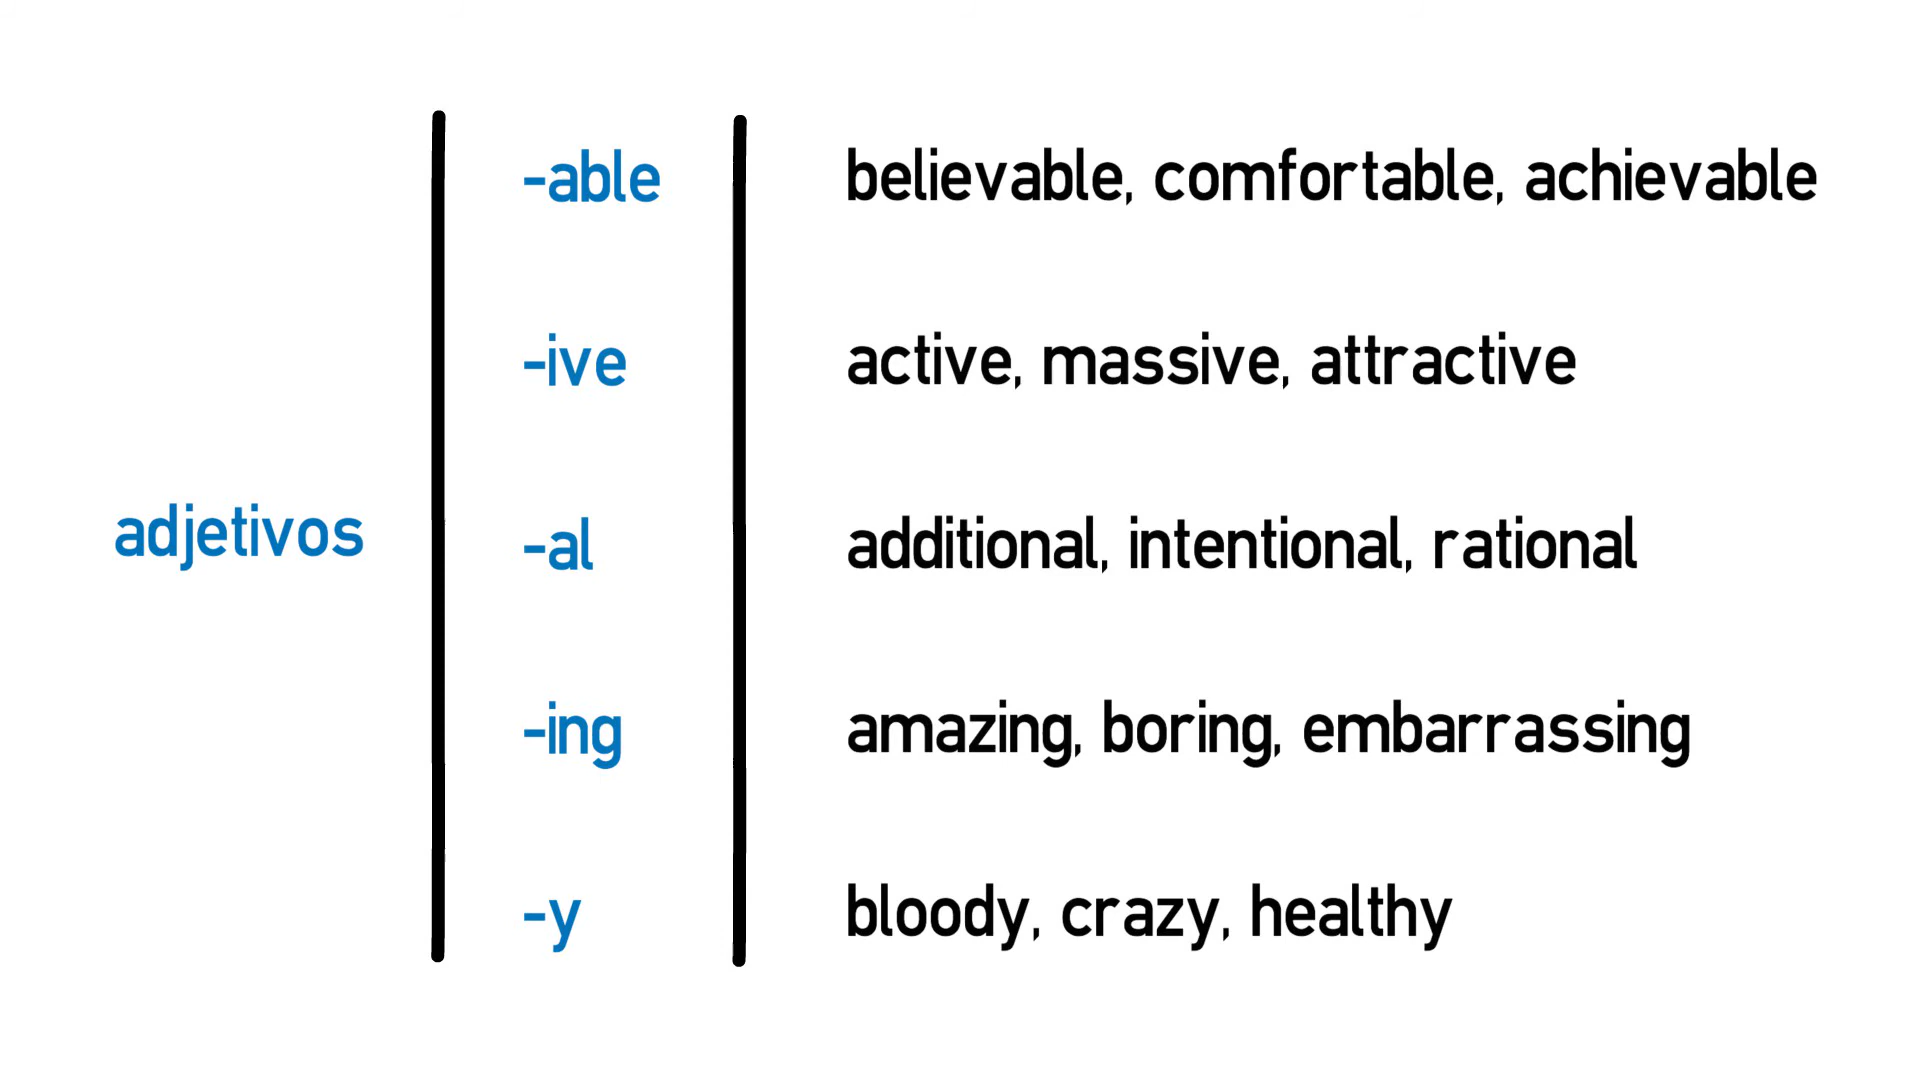 -able believable, comfortable, achievable
-ive active, massive, attractive
adjetivos
-al additional, intentional, rational
-ing amazing, boring, embarrassing
-y bloody, crazy, healthy